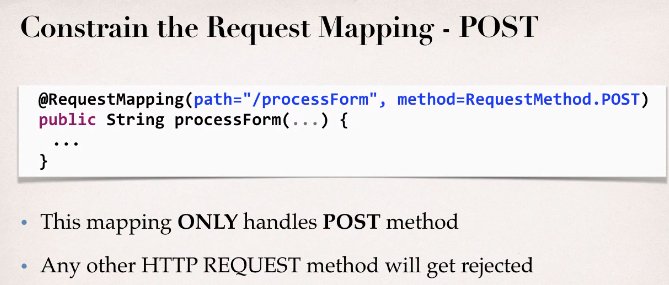 Constrain the Request Mapping - POST
@RequestMapping(path="/processForm", method=RequestMethod.POST)
public String processForm(...) {
...
}
• This mapping ONLY handles POST method
• Any other HTTP REQUEST method will get rejected